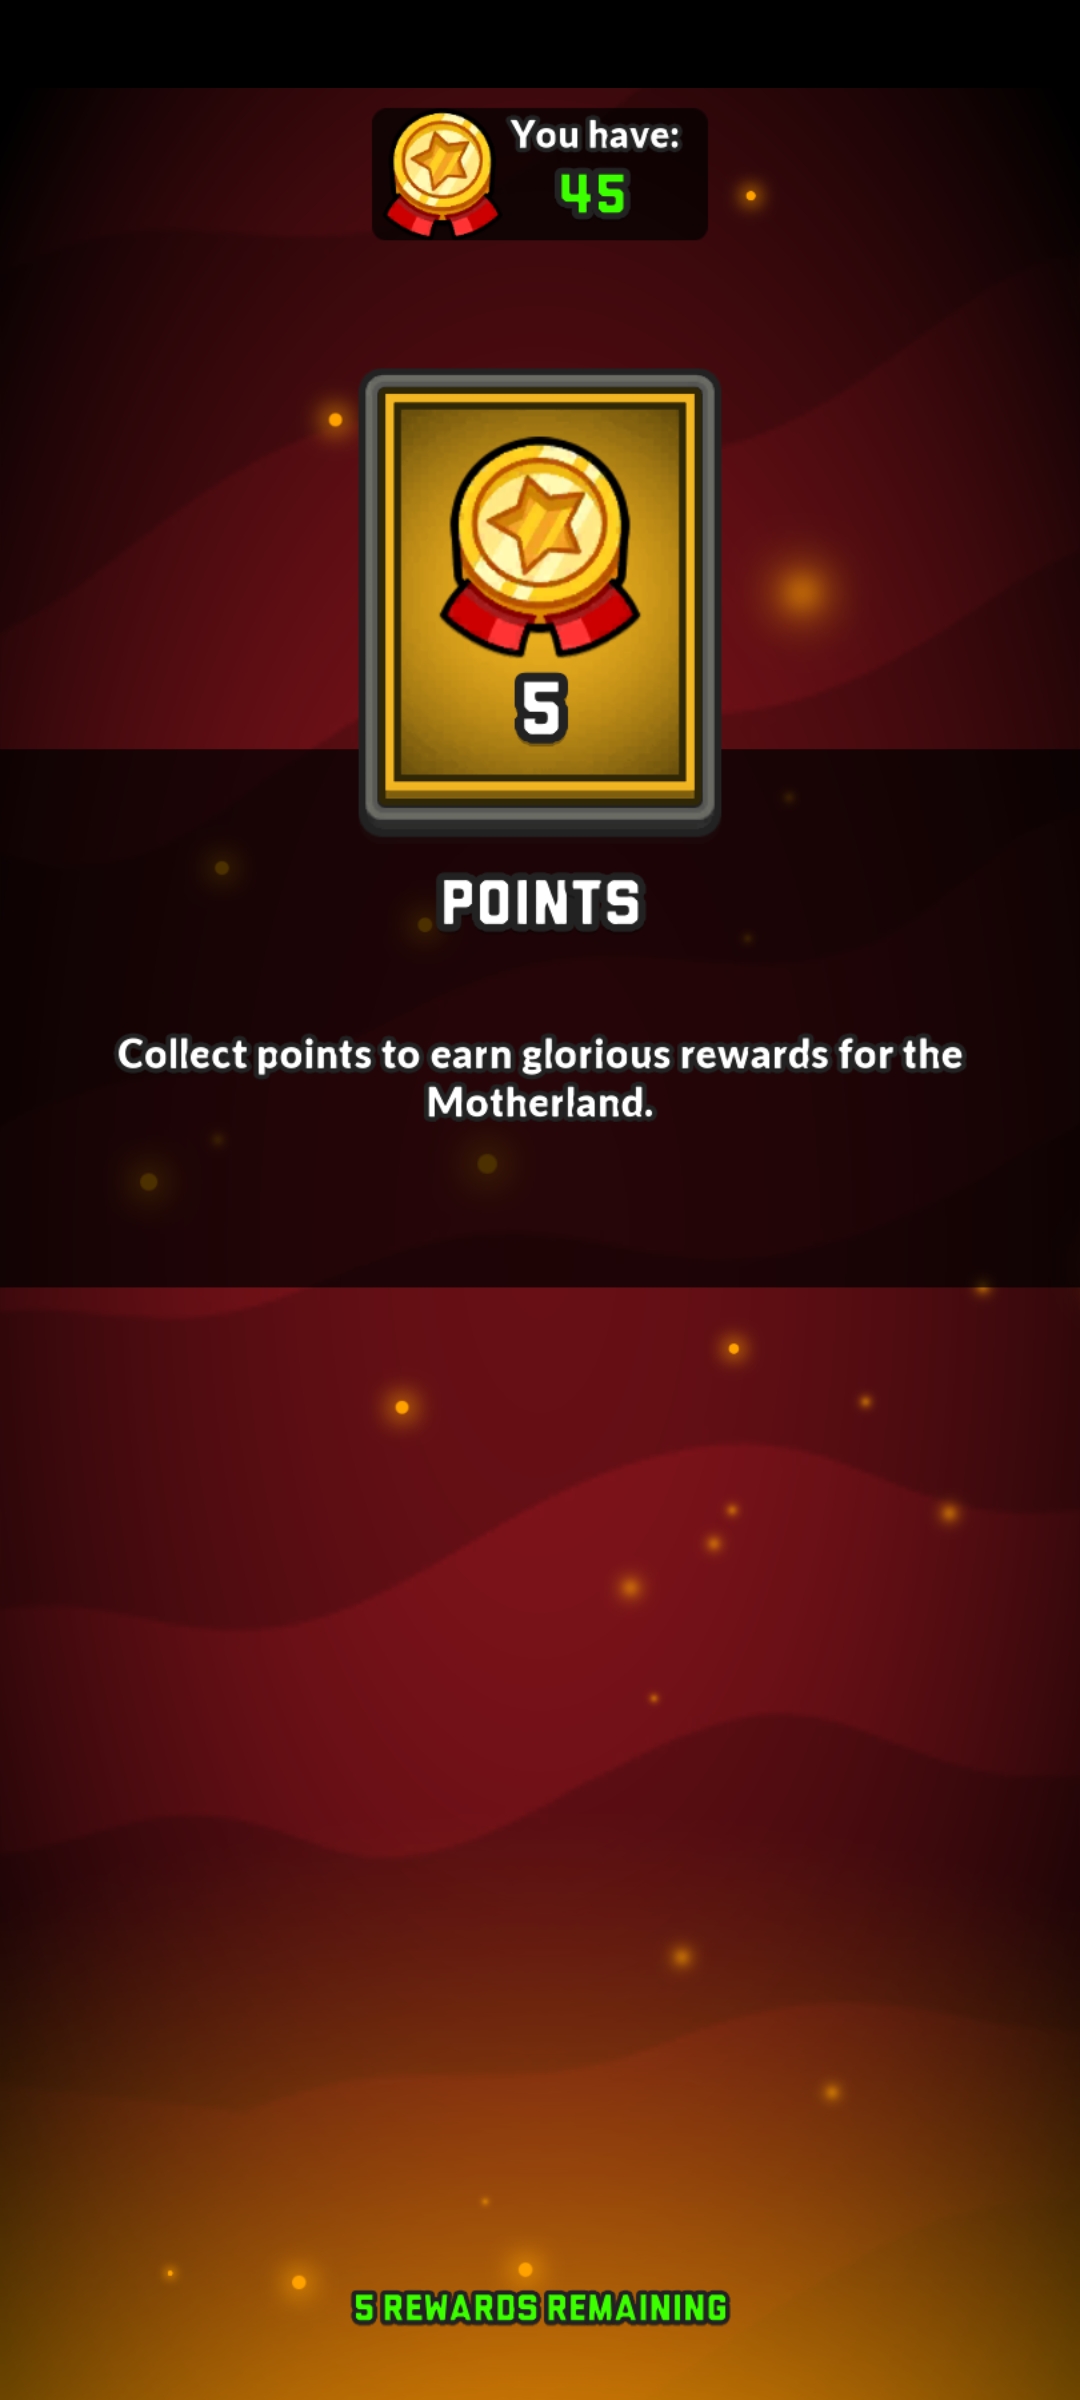 You have:
45
5
POINTS
Collect points to earn glorious rewards for the
Motherland.
5 REWARDS REMAINING